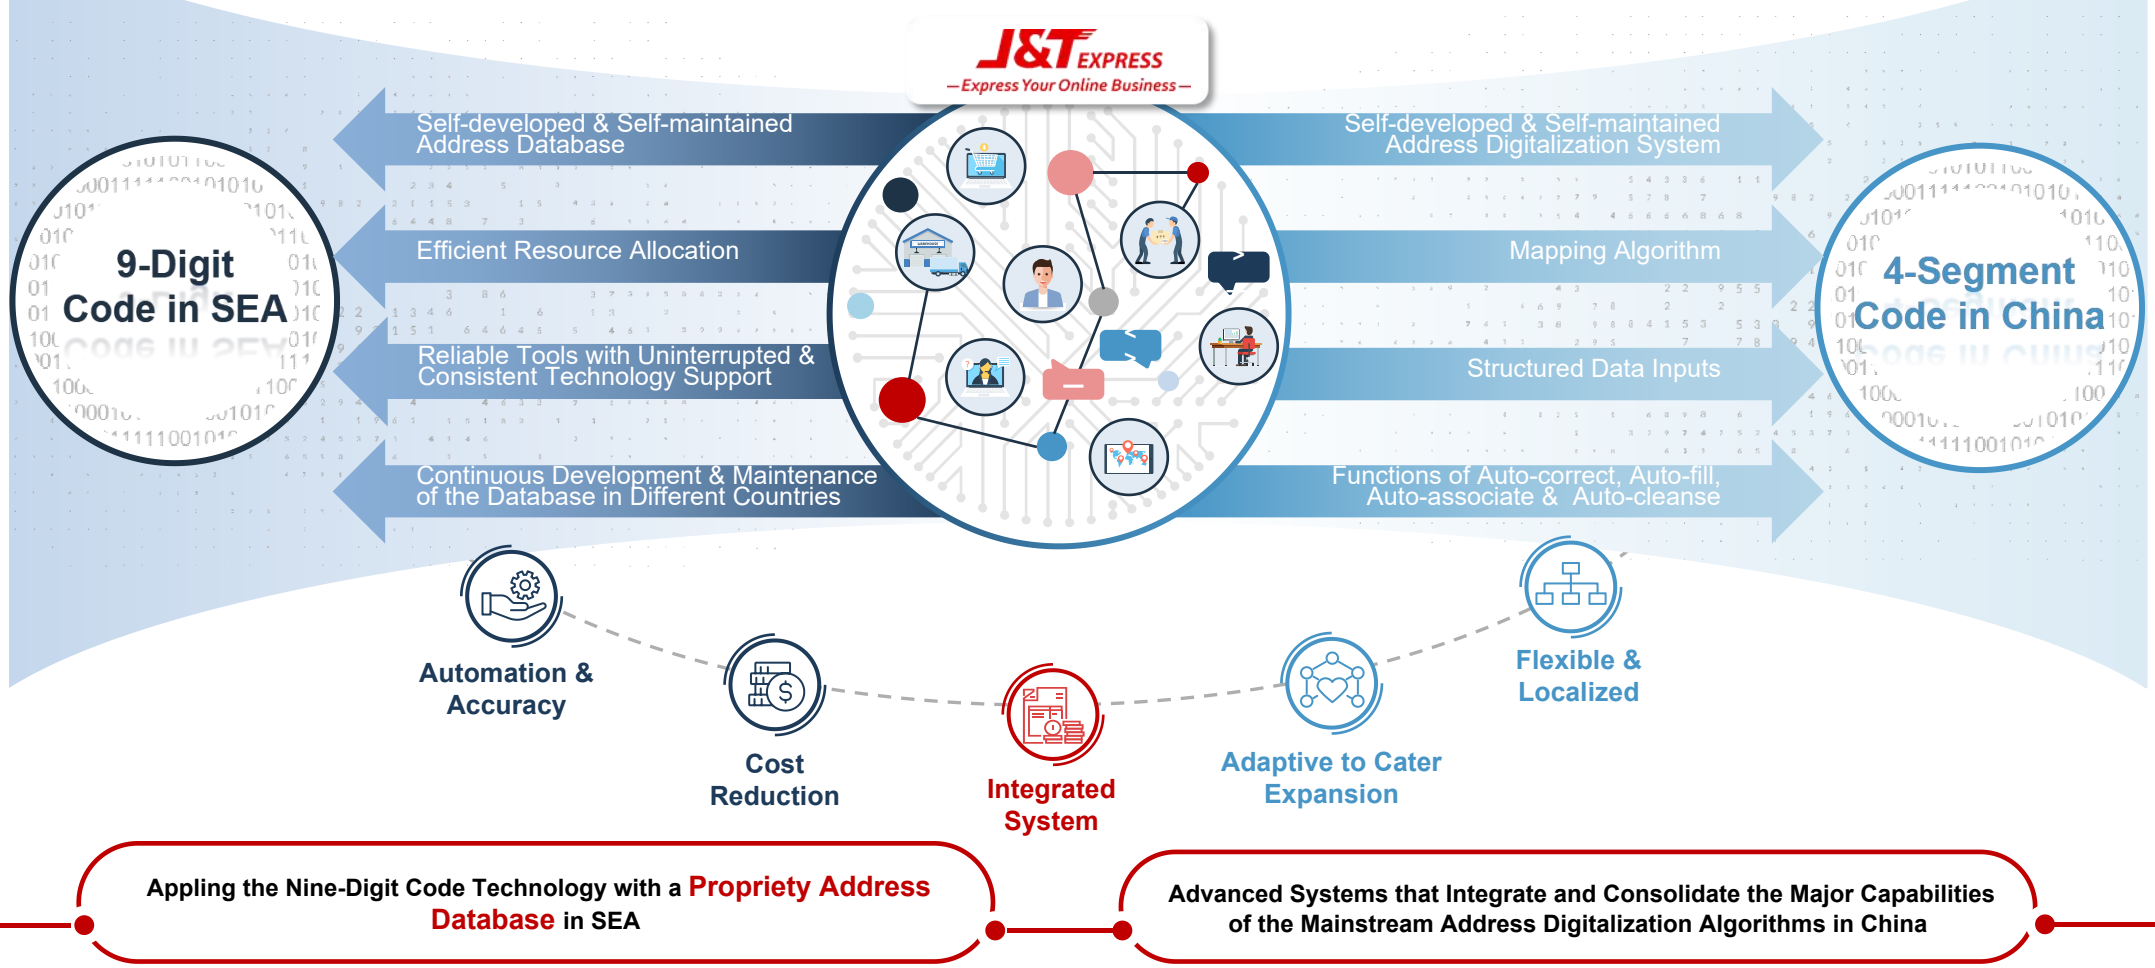 J&T EXPRESS
—Express Your Online Business—
Self-developed & Self-maintained
Address Database
Efficient Resource Allocation
Reliable Tools with Uninterrupted &
Consistent Technology Support
Continuous Development & Maintenance
of the Database in Different Countries
9-Digit
Code in SEA
Self-developed & Self-maintained
Address Digitalization System
Mapping Algorithm
Structured Data Inputs
Functions of Auto-correct, Auto-fill,
Auto-associate & Auto-cleanse
4-Segment
Code in China
Automation &
Accuracy
Cost
Reduction
Integrated
System
Adaptive to Cater
Expansion
Flexible &
Localized
Appling the Nine-Digit Code Technology with a Propriety Address
Database in SEA
Advanced Systems that Integrate and Consolidate the Major Capabilities
of the Mainstream Address Digitalization Algorithms in China